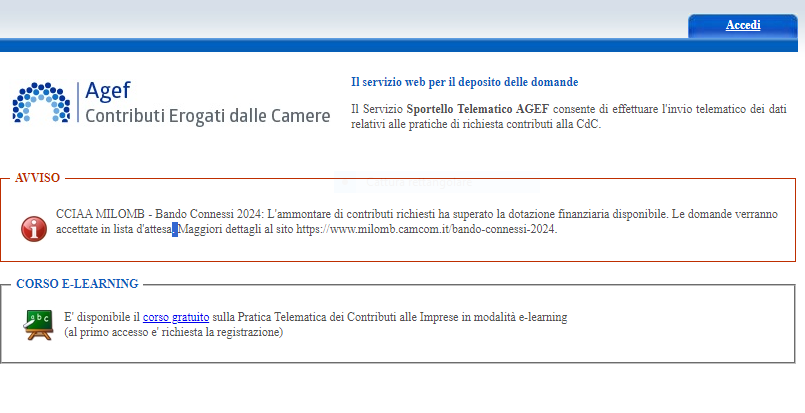 Accedi
Agef
Contributi Erogati dalle Camere
Il servizio web per il deposito delle domande
Il Servizio Sportello Telematico AGEF consente di effettuare l'invio telematico dei dati
relativi alle pratiche di richiesta contributi alla CdC.
AVVISO
CCIAA MILOMB - Bando Connessi 2024: L'ammontare di contributi richiesti ha superato la dotazione finanziaria disponibile. Le domande verranno
accettate in lista d'attesa. Maggiori dettagli al sito https://www.milomb.camcom.it/bando-connessi-2024.
CORSO E-LEARNING
abc
E' disponibile il corso gratuito sulla Pratica Telematica dei Contributi alle Imprese in modalità e-learning
(al primo accesso e' richiesta la registrazione)